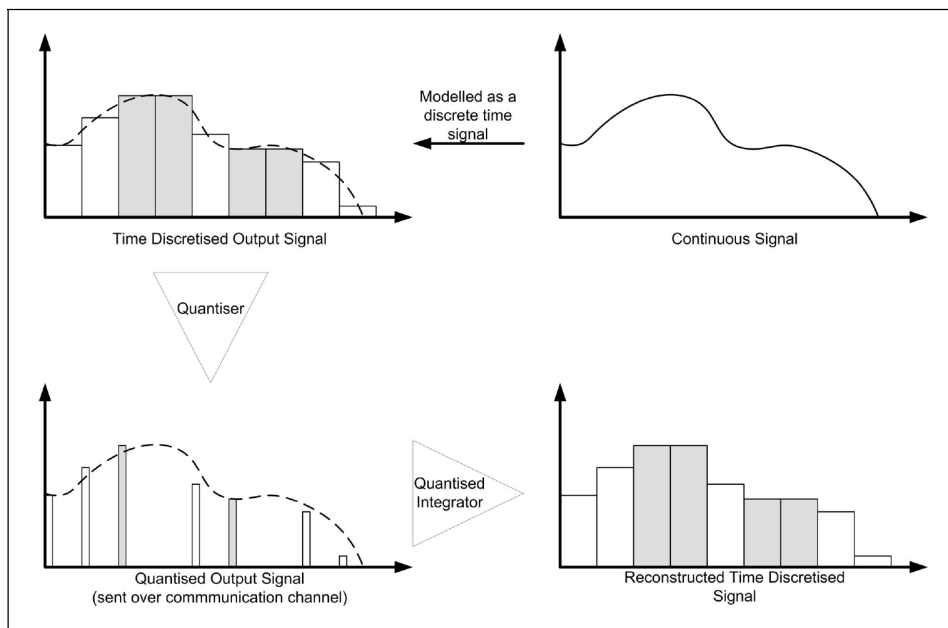 Modelled as a
discrete time
signal
Time Discretised Output Signal
Continuous Signal
Quantiser
Quantised
Integrator
Quantised Output Signal
(sent over commmunication channel)
Reconstructed Time Discretised
Signal